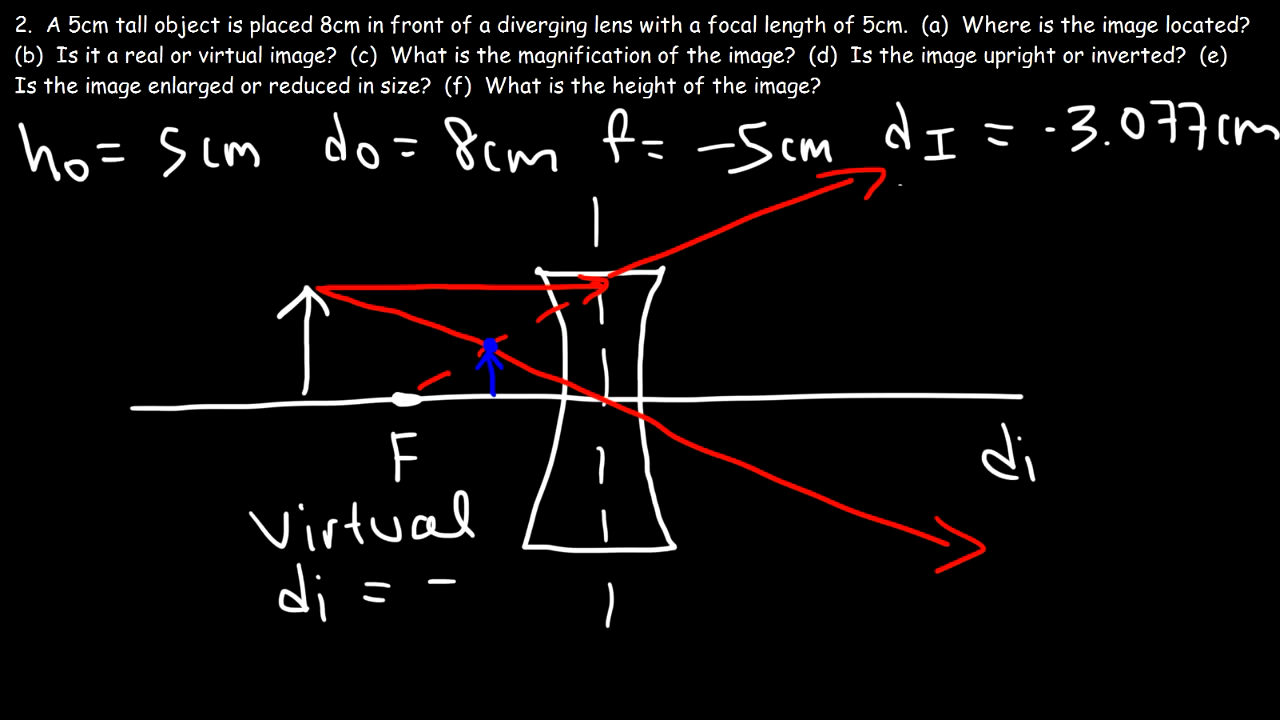 2. A 5cm tall object is placed 8cm in front of a diverging lens with a focal length of 5cm. (a) Where is the image located?
(b) Is it a real or virtual image? (c) What is the magnification of the image? (d) Is the image upright or inverted? (e)
Is the image enlarged or reduced in size? (f) What is the height of the image?
ho = 5cm do = 8cm f = -5cm dI = -3.077cm
F
di
Virtual
di = -